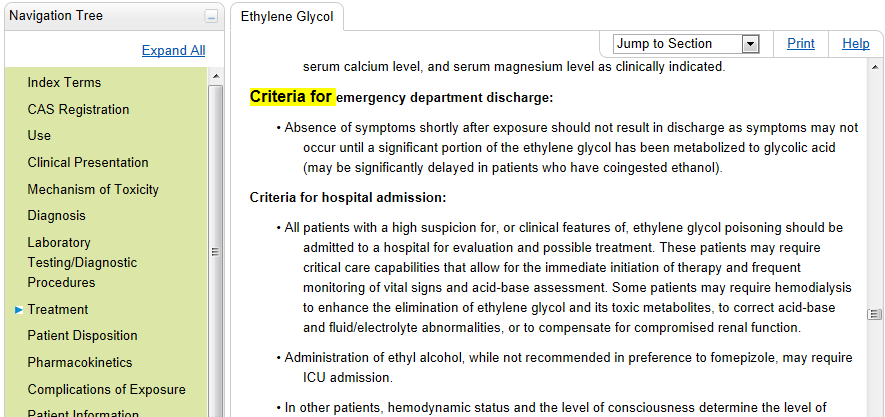 Navigation Tree
Expand All
Index Terms
CAS Registration
Use
Clinical Presentation
Mechanism of Toxicity
Diagnosis
Laboratory
Testing/Diagnostic
Procedures
Treatment
Patient Disposition
Pharmacokinetics
Complications of Exposure
Patient Information
Ethylene Glycol
Jump to Section
Print
Help
serum calcium level, and serum magnesium level as clinically indicated.
Criteria for emergency department discharge:
• Absence of symptoms shortly after exposure should not result in discharge as symptoms may not
occur until a significant portion of the ethylene glycol has been metabolized to glycolic acid
(may be significantly delayed in patients who have coingested ethanol).
Criteria for hospital admission:
• All patients with a high suspicion for, or clinical features of, ethylene glycol poisoning should be
admitted to a hospital for evaluation and possible treatment. These patients may require
critical care capabilities that allow for the immediate initiation of therapy and frequent
monitoring of vital signs and acid-base assessment. Some patients may require hemodialysis
to enhance the elimination of ethylene glycol and its toxic metabolites, to correct acid-base
and fluid/electrolyte abnormalities, or to compensate for compromised renal function.
• Administration of ethyl alcohol, while not recommended in preference to fomepizole, may require
ICU admission.
• In other patients, hemodynamic status and the level of consciousness determine the level of